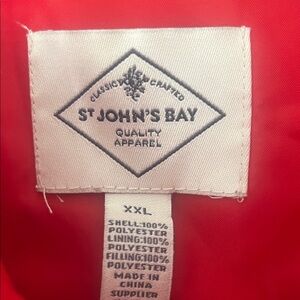 CLASSIC CRAFTED
ST JOHN'S BAY
QUALITY
APPAREL
XXL
SHELL:100%
POLYESTER
LINING:100%
POLYESTER
FILLING:100%
POLYESTER
MADE IN
CHINA
SUPPLIER